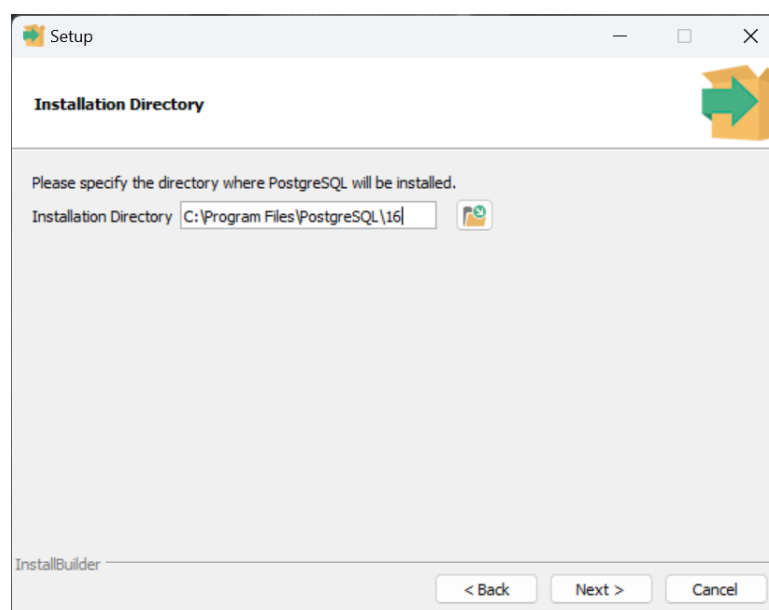 Setup
Installation Directory
Please specify the directory where PostgreSQL will be installed.
Installation Directory C:\Program Files\PostgreSQL\16
InstallBuilder
< Back Next > Cancel